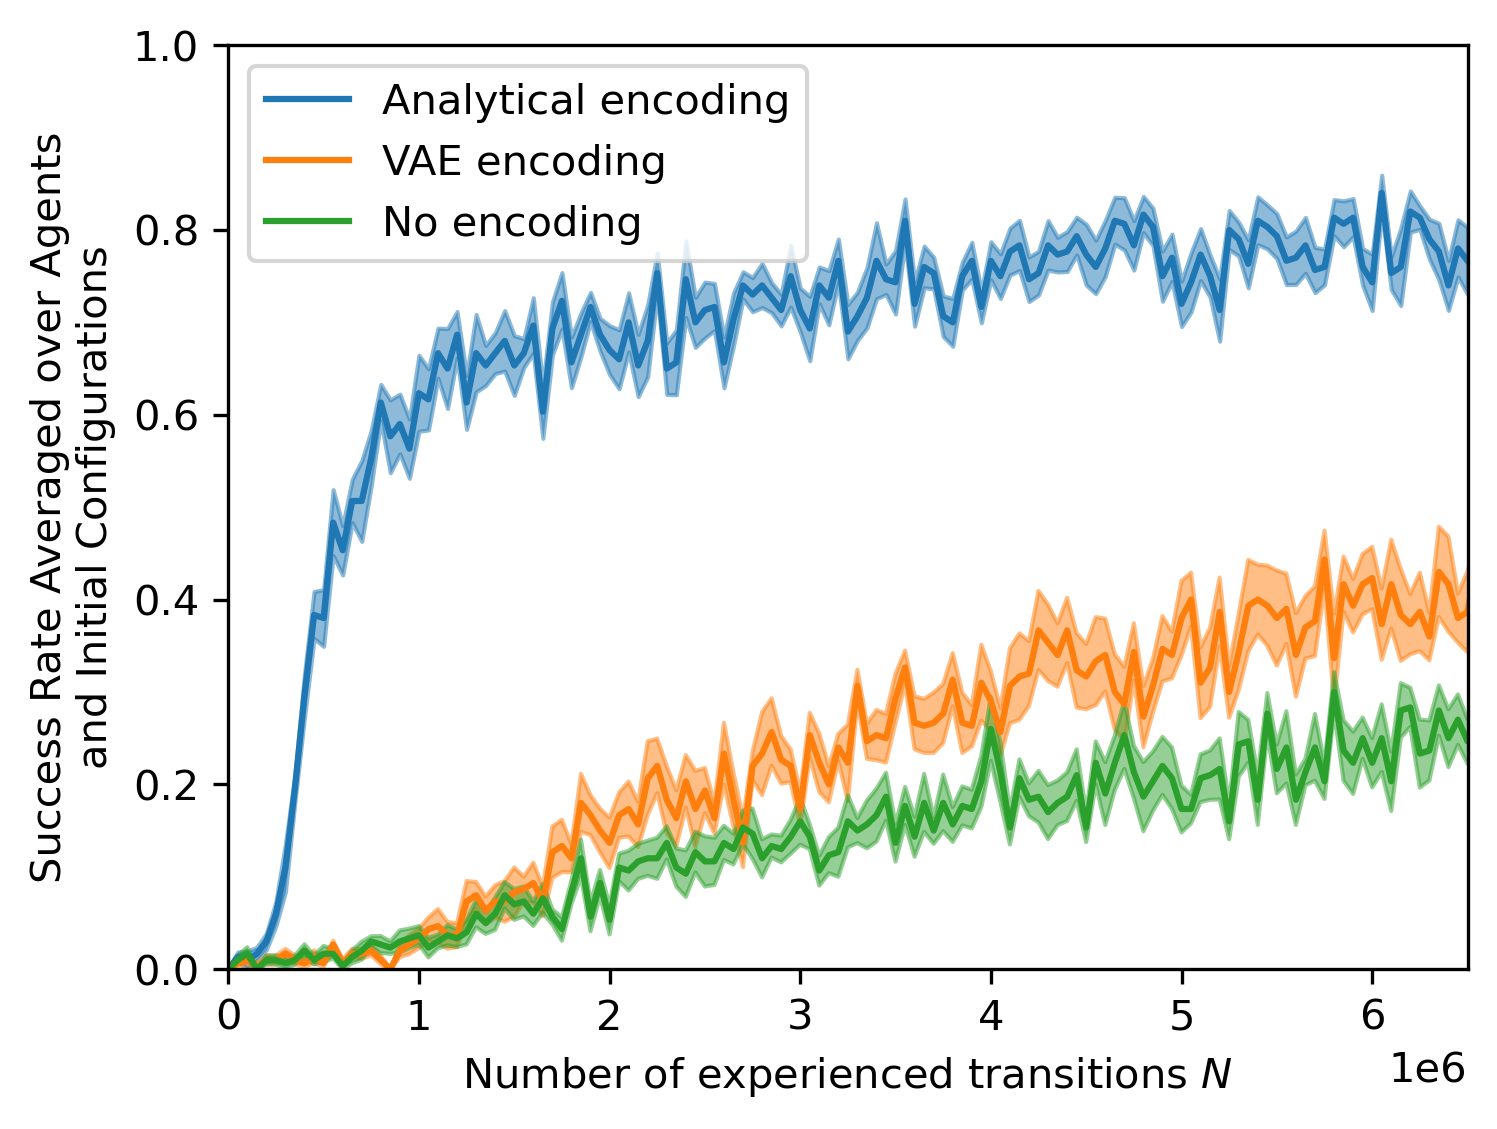 Success Rate Averaged over Agents
and Initial Configurations
1.0
0.8
0.6
0.4
0.2
0.0
Analytical encoding
VAE encoding
No encoding
0 1 2 3 4 5 6
1e6
Number of experienced transitions N